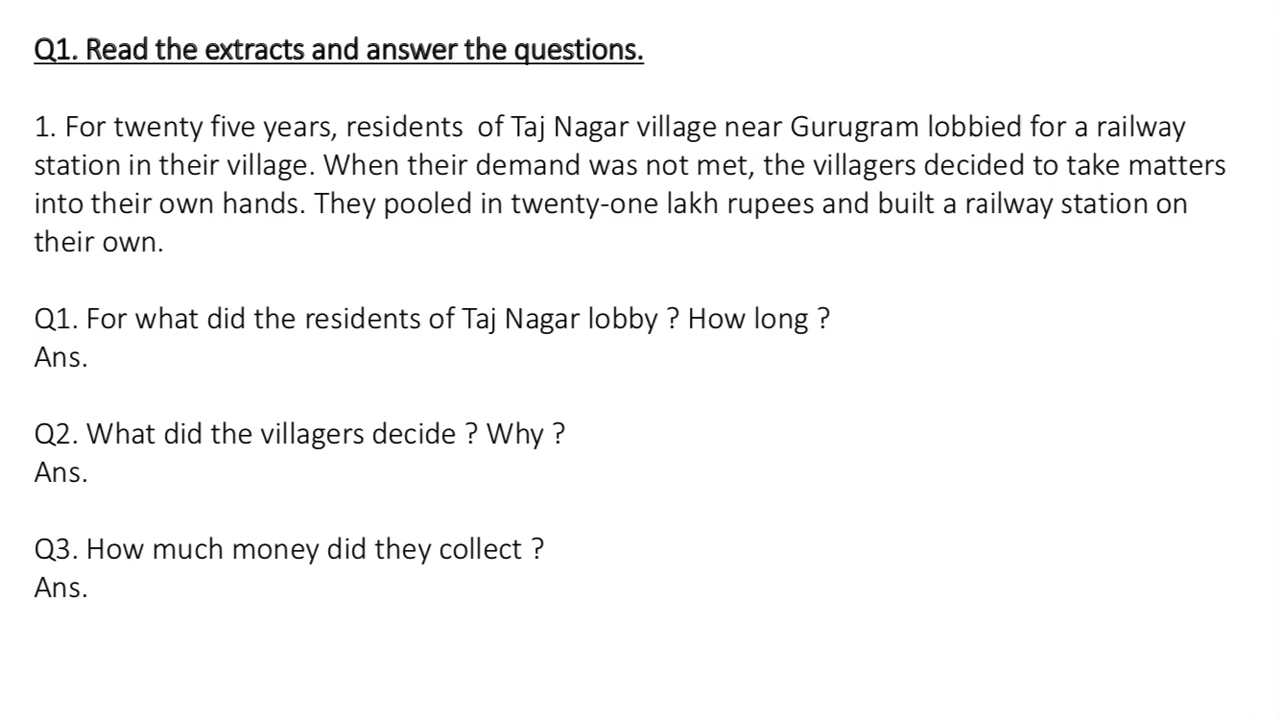 Q1. Read the extracts and answer the questions.
1. For twenty five years, residents  of Taj Nagar village near Gurugram lobbied for a railway
station in their village. When their demand was not met, the villagers decided to take matters
into their own hands. They pooled in twenty-one lakh rupees and built a railway station on
their own.
Q1. For what did the residents of Taj Nagar lobby ? How long ?
Ans.
Q2. What did the villagers decide ? Why ?
Ans.
Q3. How much money did they collect ?
Ans.